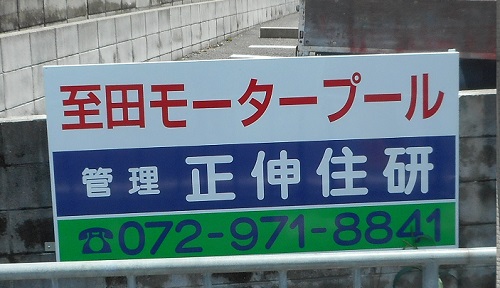 至田モータープール
管理 正伸住研
☎072-971-8841